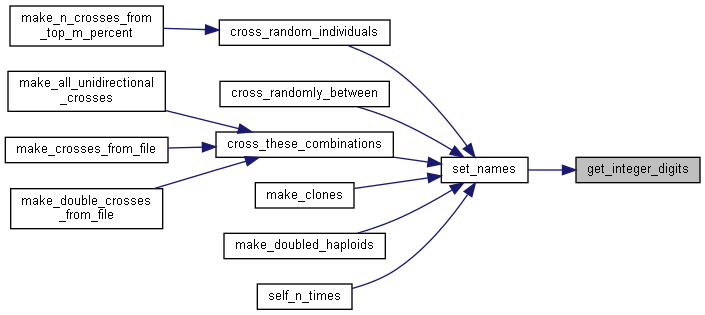 make_n_crosses_from
_top_m_percent
cross_random_individuals
make_all_unidirectional
_crosses
cross_randomly_between
make_crosses_from_file
cross_these_combinations
set_names
get_integer_digits
make_double_crosses
_from_file
make_clones
make_doubled_haploids
self_n_times